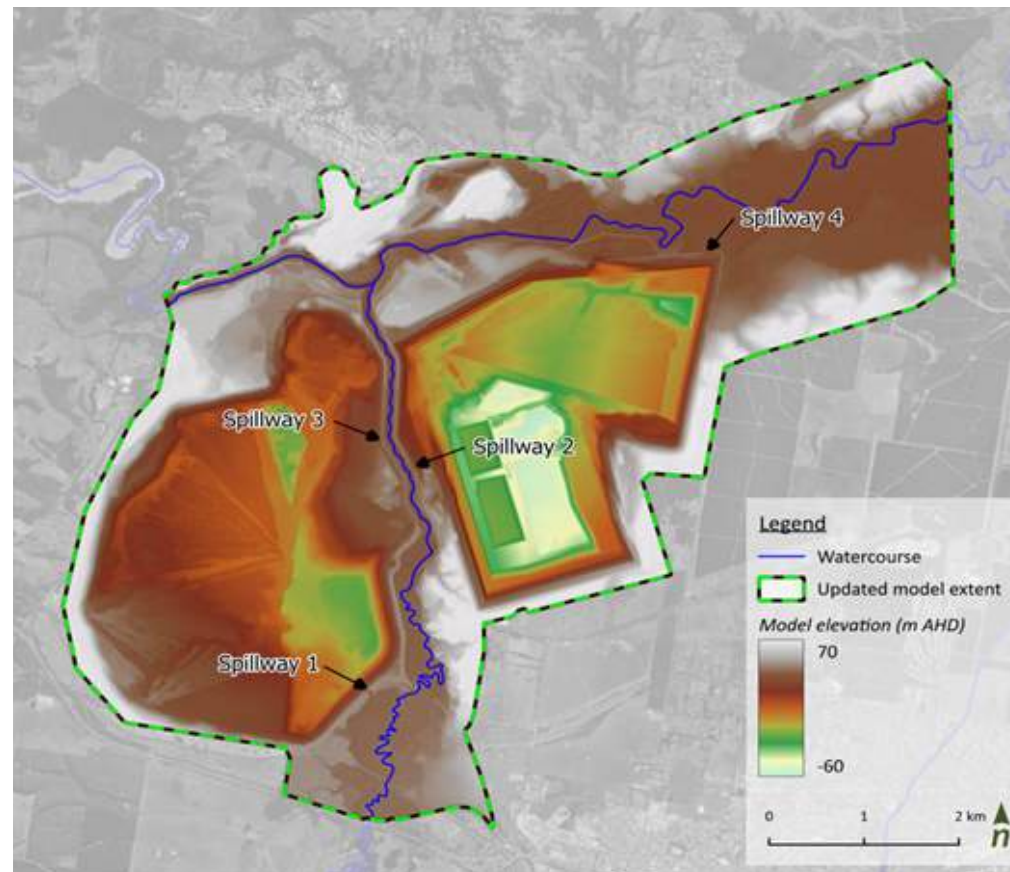 Spillway 4
Spillway 3
Spillway 2
Spillway 1
Legend
Watercourse
Updated model extent
Model elevation (m AHD)
70
-60
0 1 2 km
n